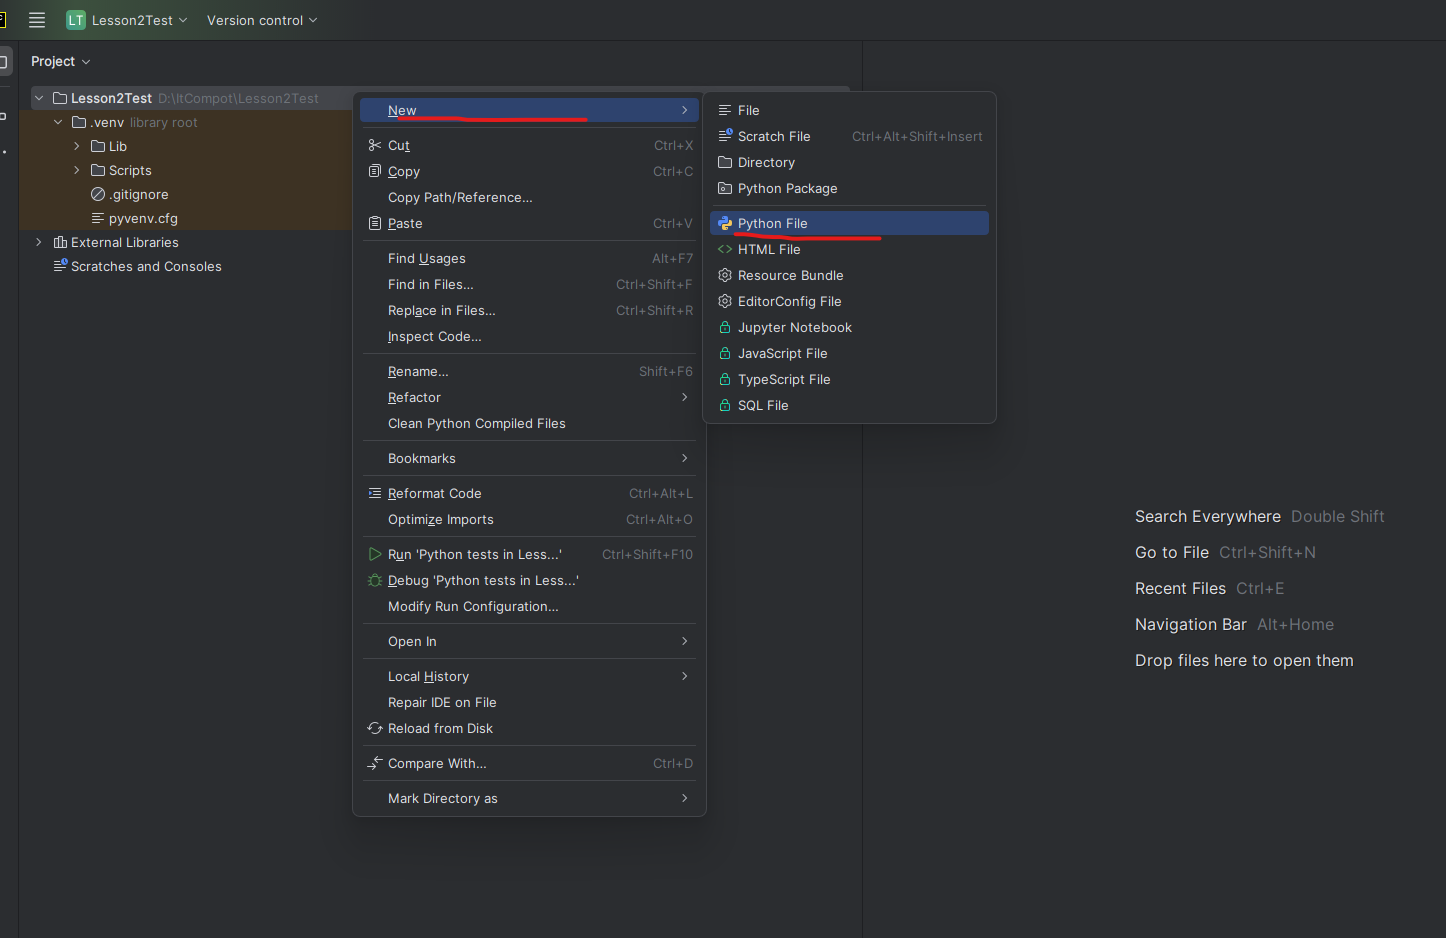 LT Lesson2Test Version control
Project
Lesson2Test D:\ItCompot\Lesson2Test
.venv library root
Lib
Scripts
.gitignore
pyvenv.cfg
External Libraries
Scratches and Consoles
New
Cut Ctrl+X
Copy Ctrl+C
Copy Path/Reference...
Paste Ctrl+V
Find Usages Alt+F7
Find in Files... Ctrl+Shift+F
Replace in Files... Ctrl+Shift+R
Inspect Code...
Rename... Shift+F6
Refactor
Clean Python Compiled Files
Bookmarks
Reformat Code Ctrl+Alt+L
Optimize Imports Ctrl+Alt+O
Run 'Python tests in Less...' Ctrl+Shift+F10
Debug 'Python tests in Less...'
Modify Run Configuration...
Open In
Local History
Repair IDE on File
Reload from Disk
Compare With... Ctrl+D
Mark Directory as
File
Scratch File Ctrl+Alt+Shift+Insert
Directory
Python Package
Python File
HTML File
Resource Bundle
EditorConfig File
Jupyter Notebook
JavaScript File
TypeScript File
SQL File
Search Everywhere Double Shift
Go to File Ctrl+Shift+N
Recent Files Ctrl+E
Navigation Bar Alt+Home
Drop files here to open them